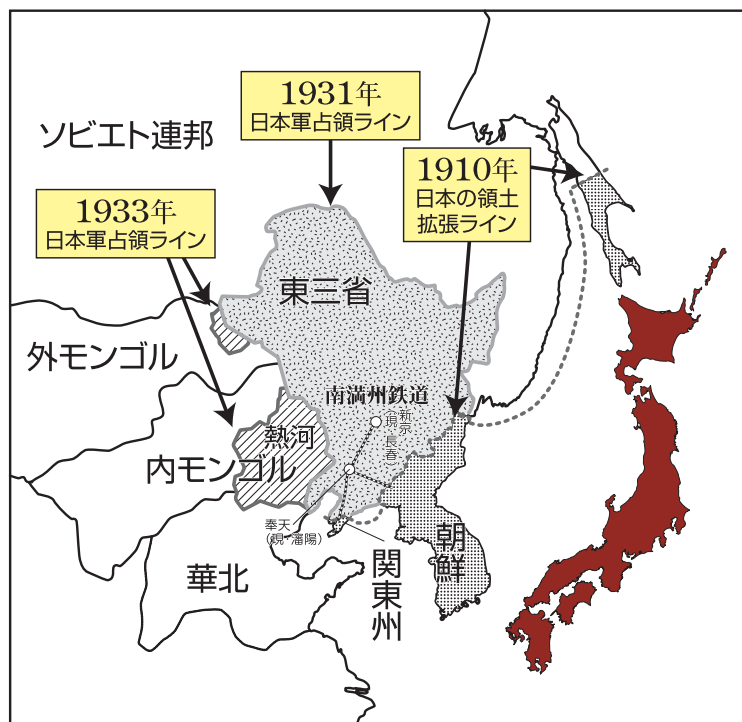 1931年
日本軍占領ライン
ソビエト連邦
1910年
日本の領土
拡張ライン
1933年
日本軍占領ライン
東三省
外モンゴル
南満州鉄道
新京
(現・長春)
熱河
内モンゴル
奉天
(現・瀋陽)
朝鮮
関東州
華北